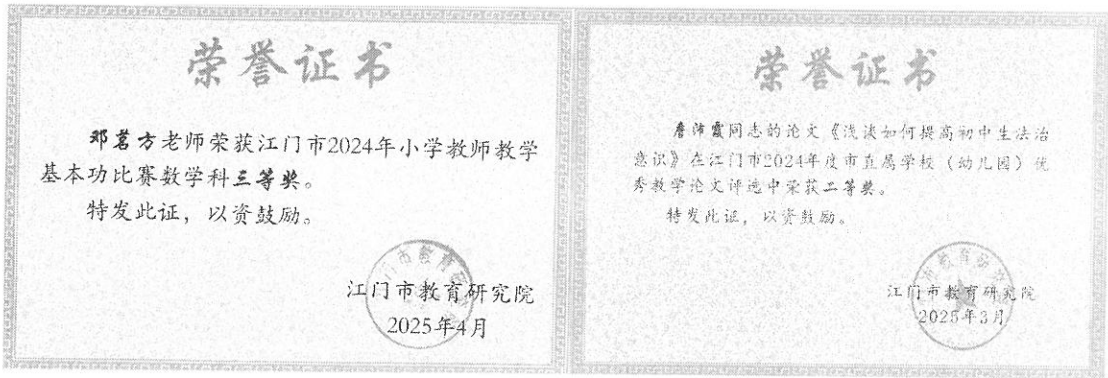 荣誉证书
邓茗方老师荣获江门市2024年小学教师教学
基本功比赛数学科三等奖。
特发此证，以资鼓励。
江门市教育研究院
2025年4月
荣誉证书
詹沛霞同志的论文《浅谈如何提高初中生法治
意识》在江门市2024年度市直属学校（幼儿园）优
秀教学论文评选中荣获二等奖。
特发此证，以资鼓励。
江门市教育研究院
2025年3月